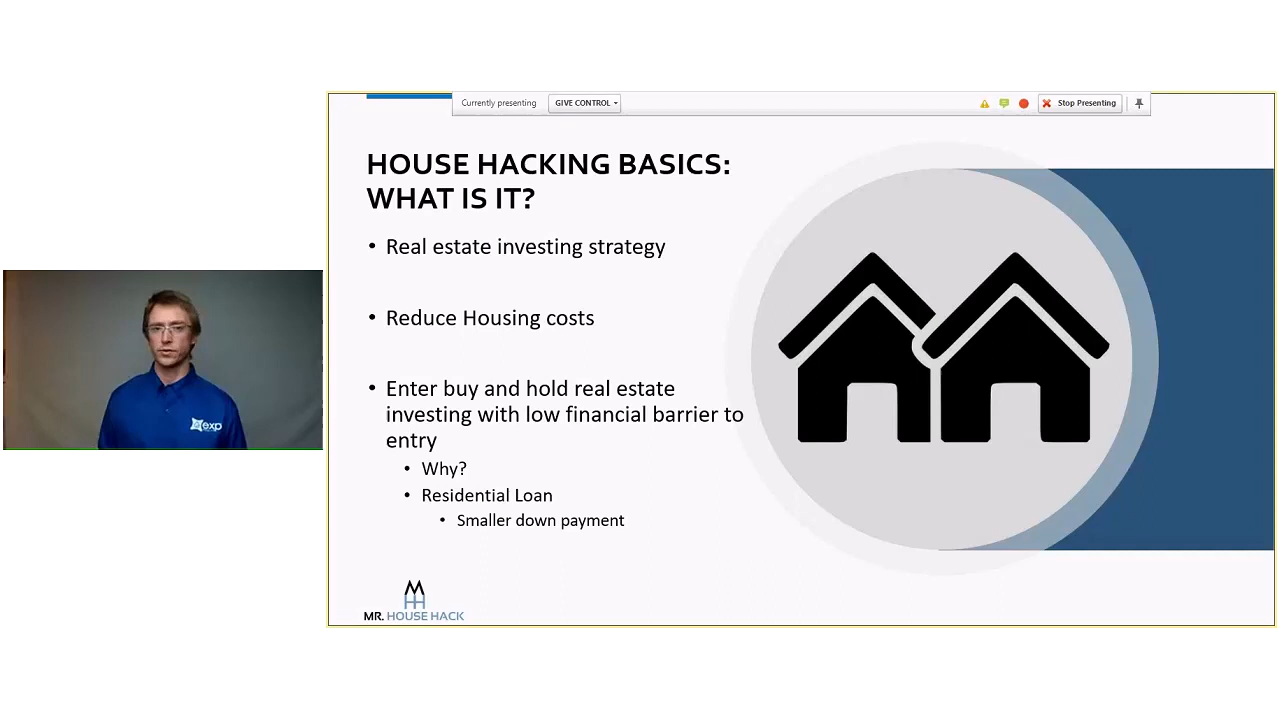 Currently presenting GIVE CONTROL Stop Presenting
HOUSE HACKING BASICS:
WHAT IS IT?
• Real estate investing strategy
• Reduce Housing costs
• Enter buy and hold real estate
investing with low financial barrier to
entry
• Why?
• Residential Loan
• Smaller down payment
exp
MR. HOUSE HACK